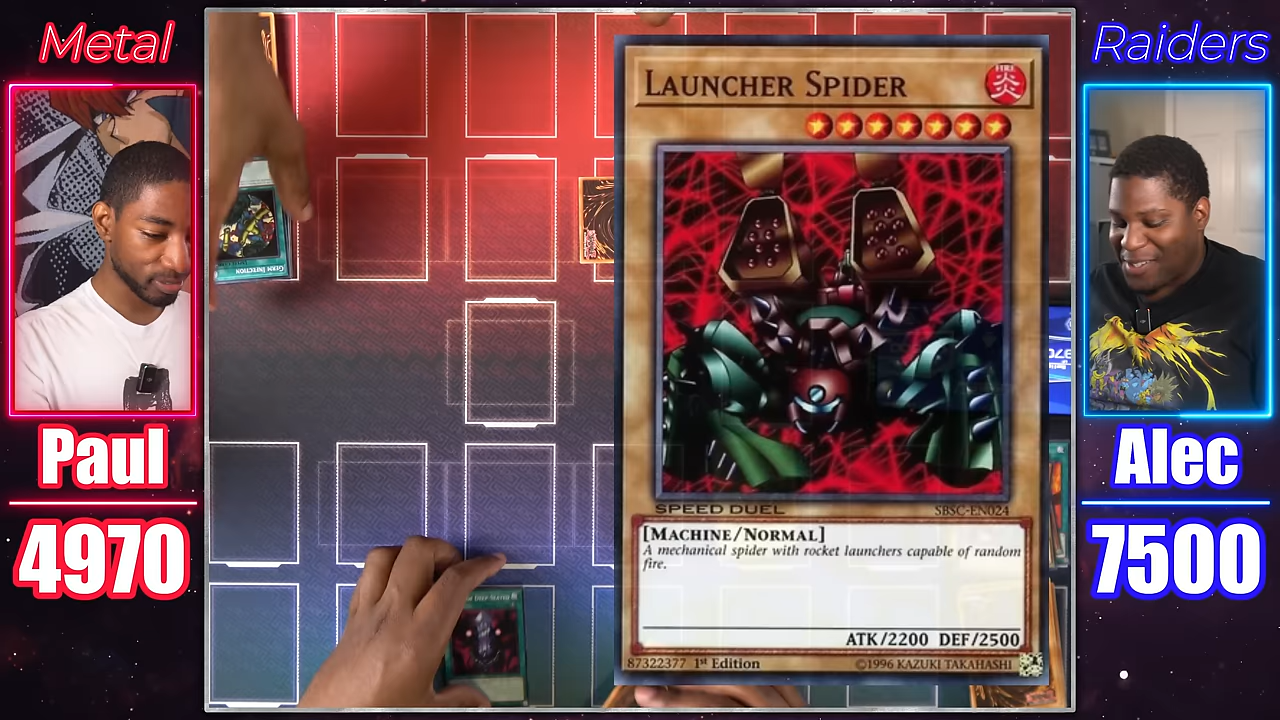 Metal
Raiders
LAUNCHER SPIDER
FIRE
炎
GERM INFECTION
SPEED DUEL
SBSC-EN024
[MACHINE/NORMAL]
A mechanical spider with rocket launchers capable of random
fire.
ATK/2200 DEF/2500
87322377 1st Edition
©1996 KAZUKI TAKAHASHI
Paul
4970
Alec
7500